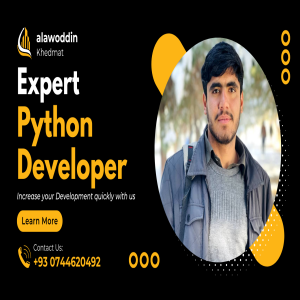 alawoddin
Khedmat
Expert
Python
Developer
Increase your Development quickly with us
Learn More
Contact Us:
+93 0744620492